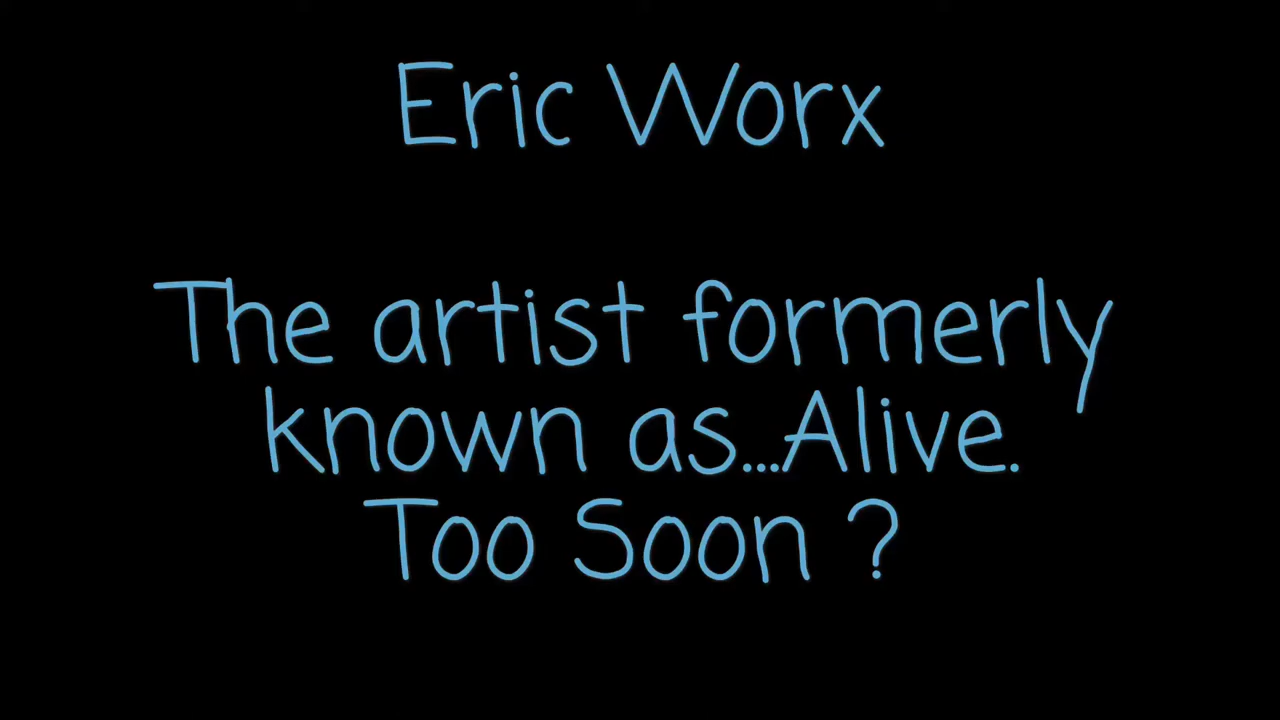 Eric Worx
The artist formerly
known as...Alive.
Too Soon ?